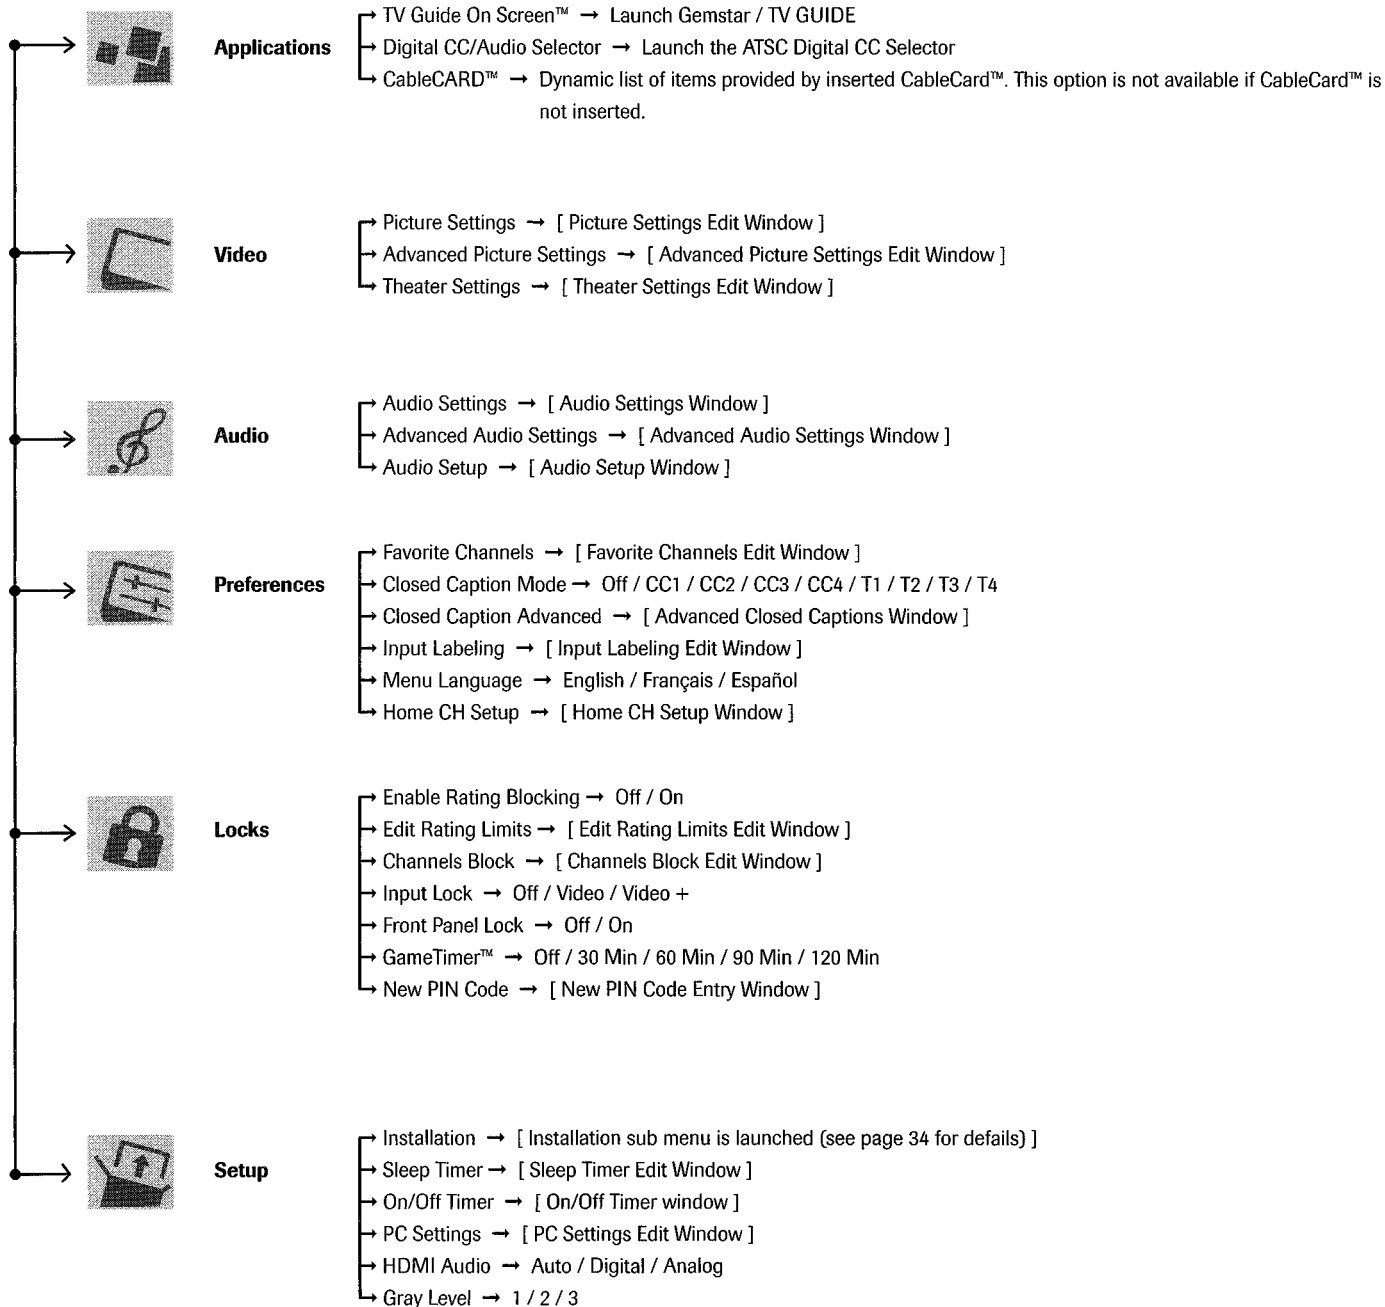 Applications
TV Guide On Screen™ → Launch Gemstar / TV GUIDE
Digital CC/Audio Selector → Launch the ATSC Digital CC Selector
CableCARD™ → Dynamic list of items provided by inserted CableCard™. This option is not available if CableCard™ is
not inserted.
Video
Picture Settings → [ Picture Settings Edit Window ]
Advanced Picture Settings → [ Advanced Picture Settings Edit Window ]
Theater Settings → [ Theater Settings Edit Window ]
Audio
Audio Settings → [ Audio Settings Window ]
Advanced Audio Settings → [ Advanced Audio Settings Window ]
Audio Setup → [ Audio Setup Window ]
Preferences
Favorite Channels → [ Favorite Channels Edit Window ]
Closed Caption Mode → Off / CC1 / CC2 / CC3 / CC4 / T1 / T2 / T3 / T4
Closed Caption Advanced → [ Advanced Closed Captions Window ]
Input Labeling → [ Input Labeling Edit Window ]
Menu Language → English / Français / Español
Home CH Setup → [ Home CH Setup Window ]
Locks
Enable Rating Blocking → Off / On
Edit Rating Limits → [ Edit Rating Limits Edit Window ]
Channels Block → [ Channels Block Edit Window ]
Input Lock → Off / Video / Video +
Front Panel Lock → Off / On
GameTimer™ → Off / 30 Min / 60 Min / 90 Min / 120 Min
New PIN Code → [ New PIN Code Entry Window ]
Setup
Installation → [ Installation sub menu is launched (see page 34 for defails) ]
Sleep Timer → [ Sleep Timer Edit Window ]
On/Off Timer → [ On/Off Timer window ]
PC Settings → [ PC Settings Edit Window ]
HDMI Audio → Auto / Digital / Analog
Gray Level → 1 / 2 / 3